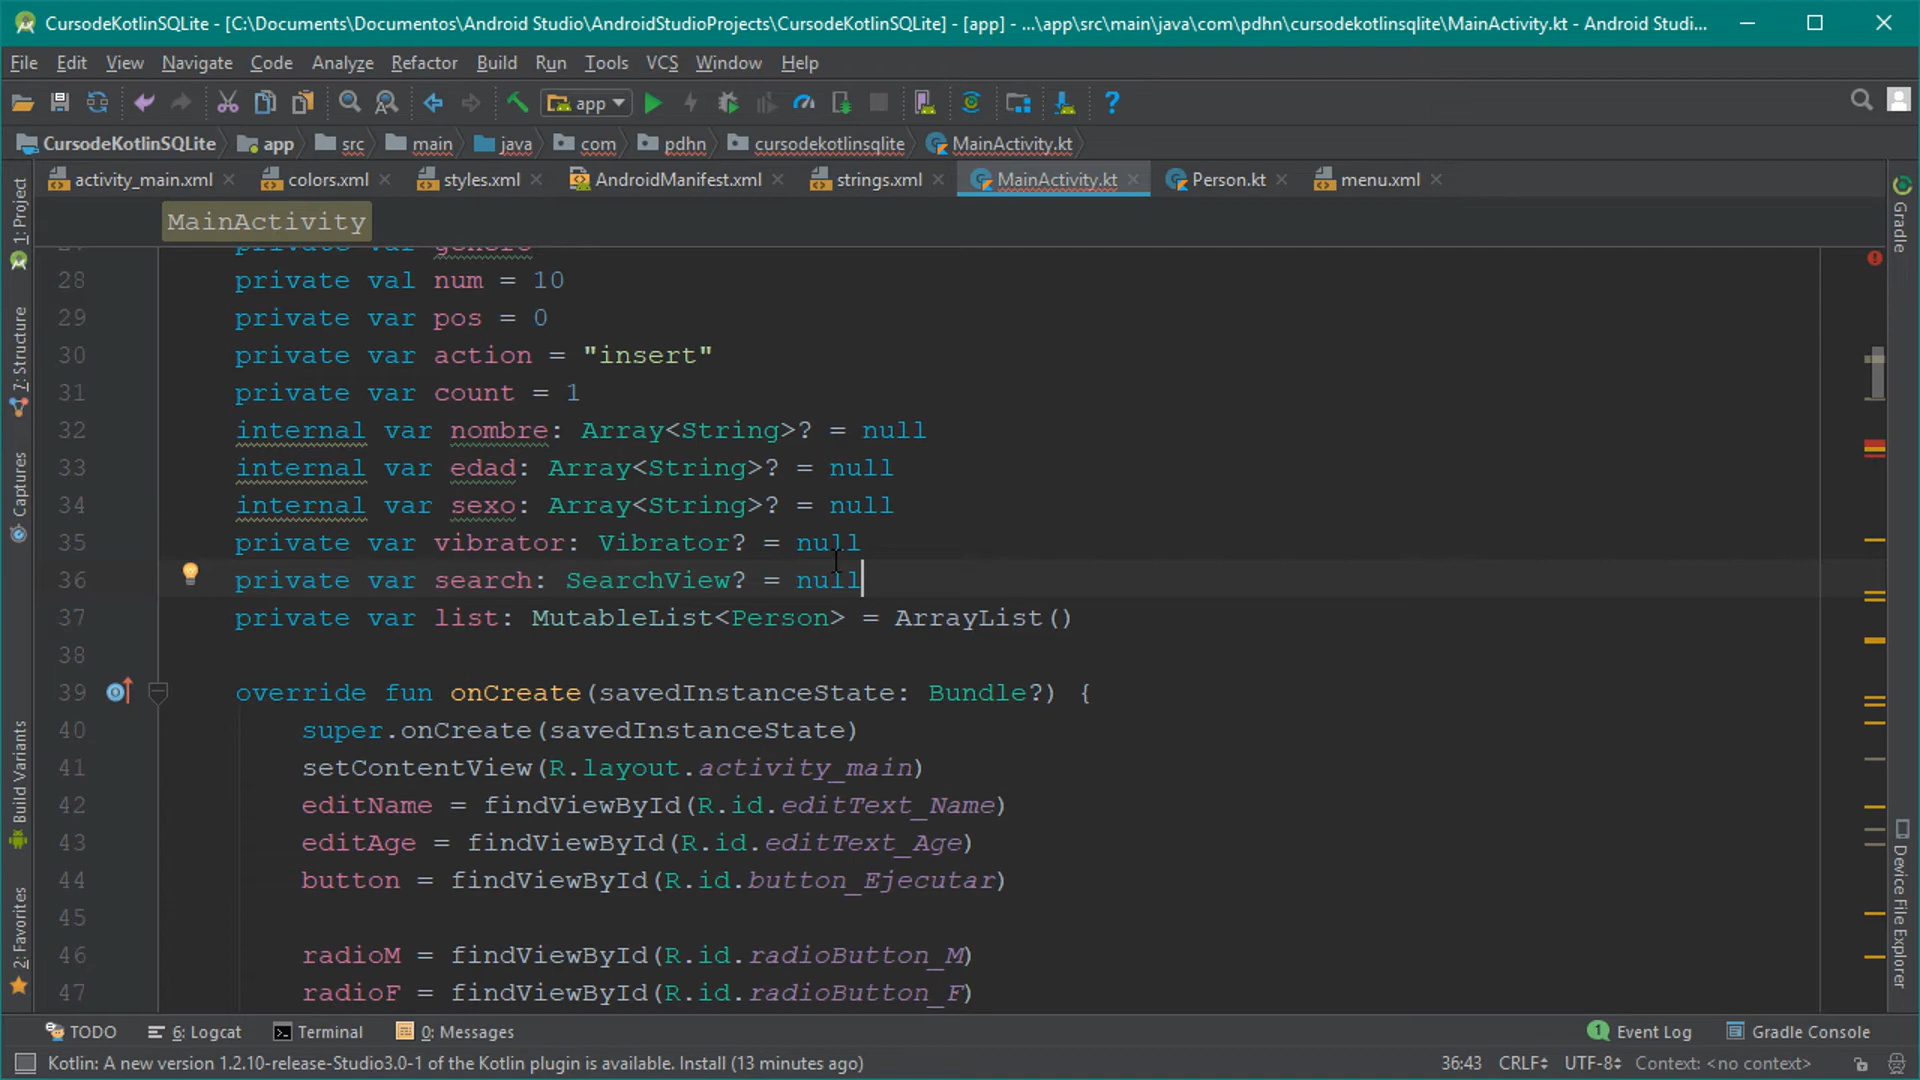 CursodeKotlinSQLite - [C:\Documents\Documentos\Android Studio\AndroidStudioProjects\CursodeKotlinSQLite] - [app] - ...\app\src\main\java\com\pdhn\cursodekotlinsqlite\MainActivity.kt - Android Studi...
File Edit View Navigate Code Analyze Refactor Build Run Tools VCS Window Help
app
CursodeKotlinSQLite app src main java com pdhn cursodekotlinsqlite MainActivity.kt
activity_main.xml colors.xml styles.xml AndroidManifest.xml strings.xml MainActivity.kt Person.kt menu.xml
MainActivity
private var genero
28 private val num = 10
29 private var pos = 0
30 private var action = "insert"
31 private var count = 1
32 internal var nombre: Array<String>? = null
33 internal var edad: Array<String>? = null
34 internal var sexo: Array<String>? = null
35 private var vibrator: Vibrator? = null
36 private var search: SearchView? = null
37 private var list: MutableList<Person> = ArrayList()
38
39 override fun onCreate(savedInstanceState: Bundle?) {
40 super.onCreate(savedInstanceState)
41 setContentView(R.layout.activity_main)
42 editName = findViewById(R.id.editText_Name)
43 editAge = findViewById(R.id.editText_Age)
44 button = findViewById(R.id.button_Ejecutar)
45
46 radioM = findViewById(R.id.radioButton_M)
47 radioF = findViewById(R.id.radioButton_F)
1: Project
7: Structure
Captures
Build Variants
2: Favorites
Gradle
Device File Explorer
TODO 6: Logcat Terminal 0: Messages 1 Event Log Gradle Console
Kotlin: A new version 1.2.10-release-Studio3.0-1 of the Kotlin plugin is available. Install (13 minutes ago) 36:43 CRLF UTF-8 Context: <no context>